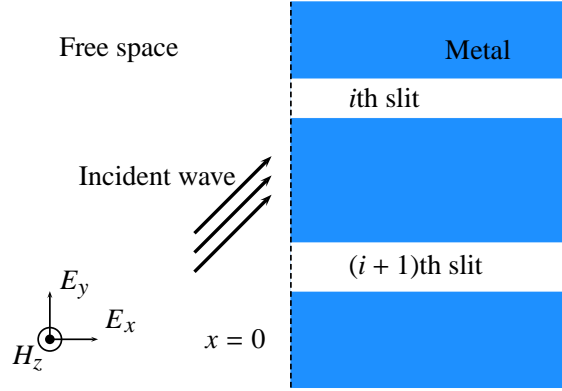 Free space
Metal
ith slit
Incident wave
(i + 1)th slit
E_y
E_x
H_z
x = 0